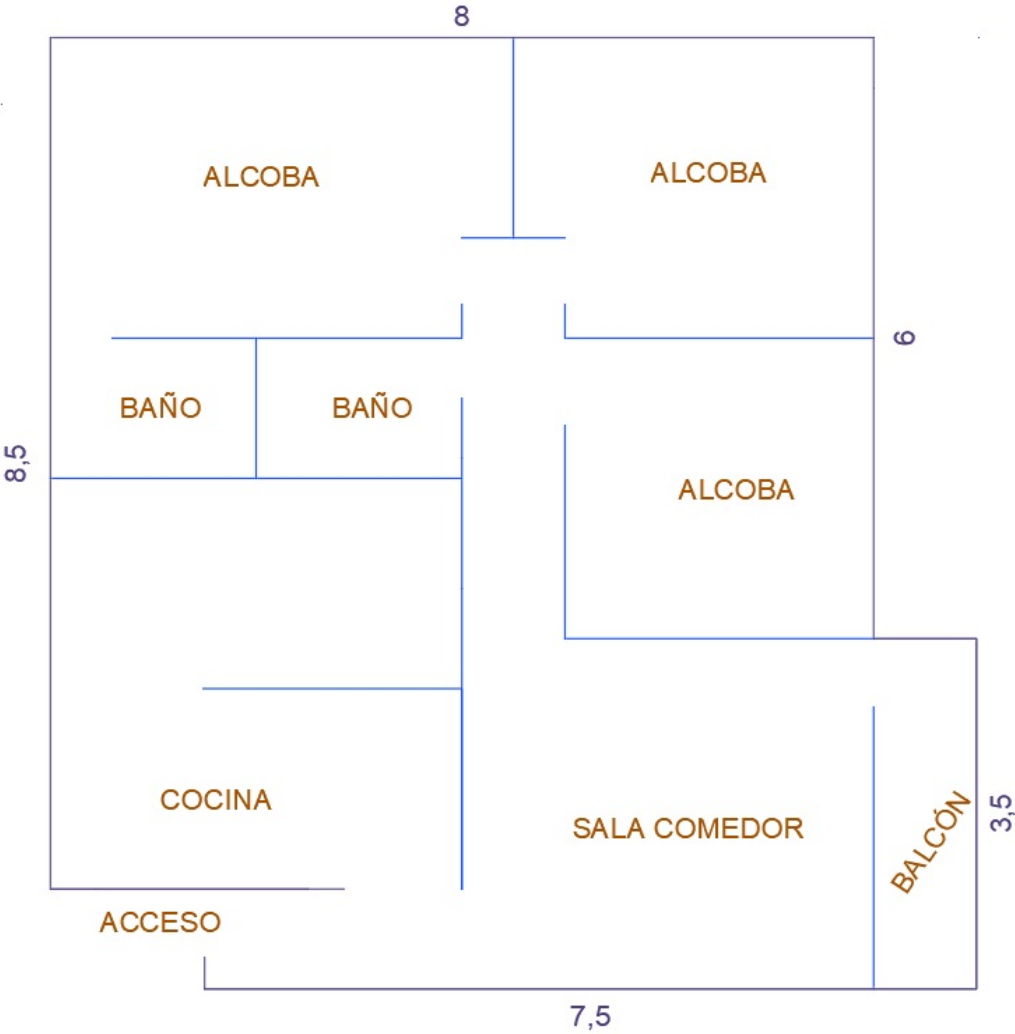 8
ALCOBA
ALCOBA
6
BAÑO
BAÑO
8,5
ALCOBA
COCINA
SALA COMEDOR
BALCÓN
3,5
ACCESO
7,5